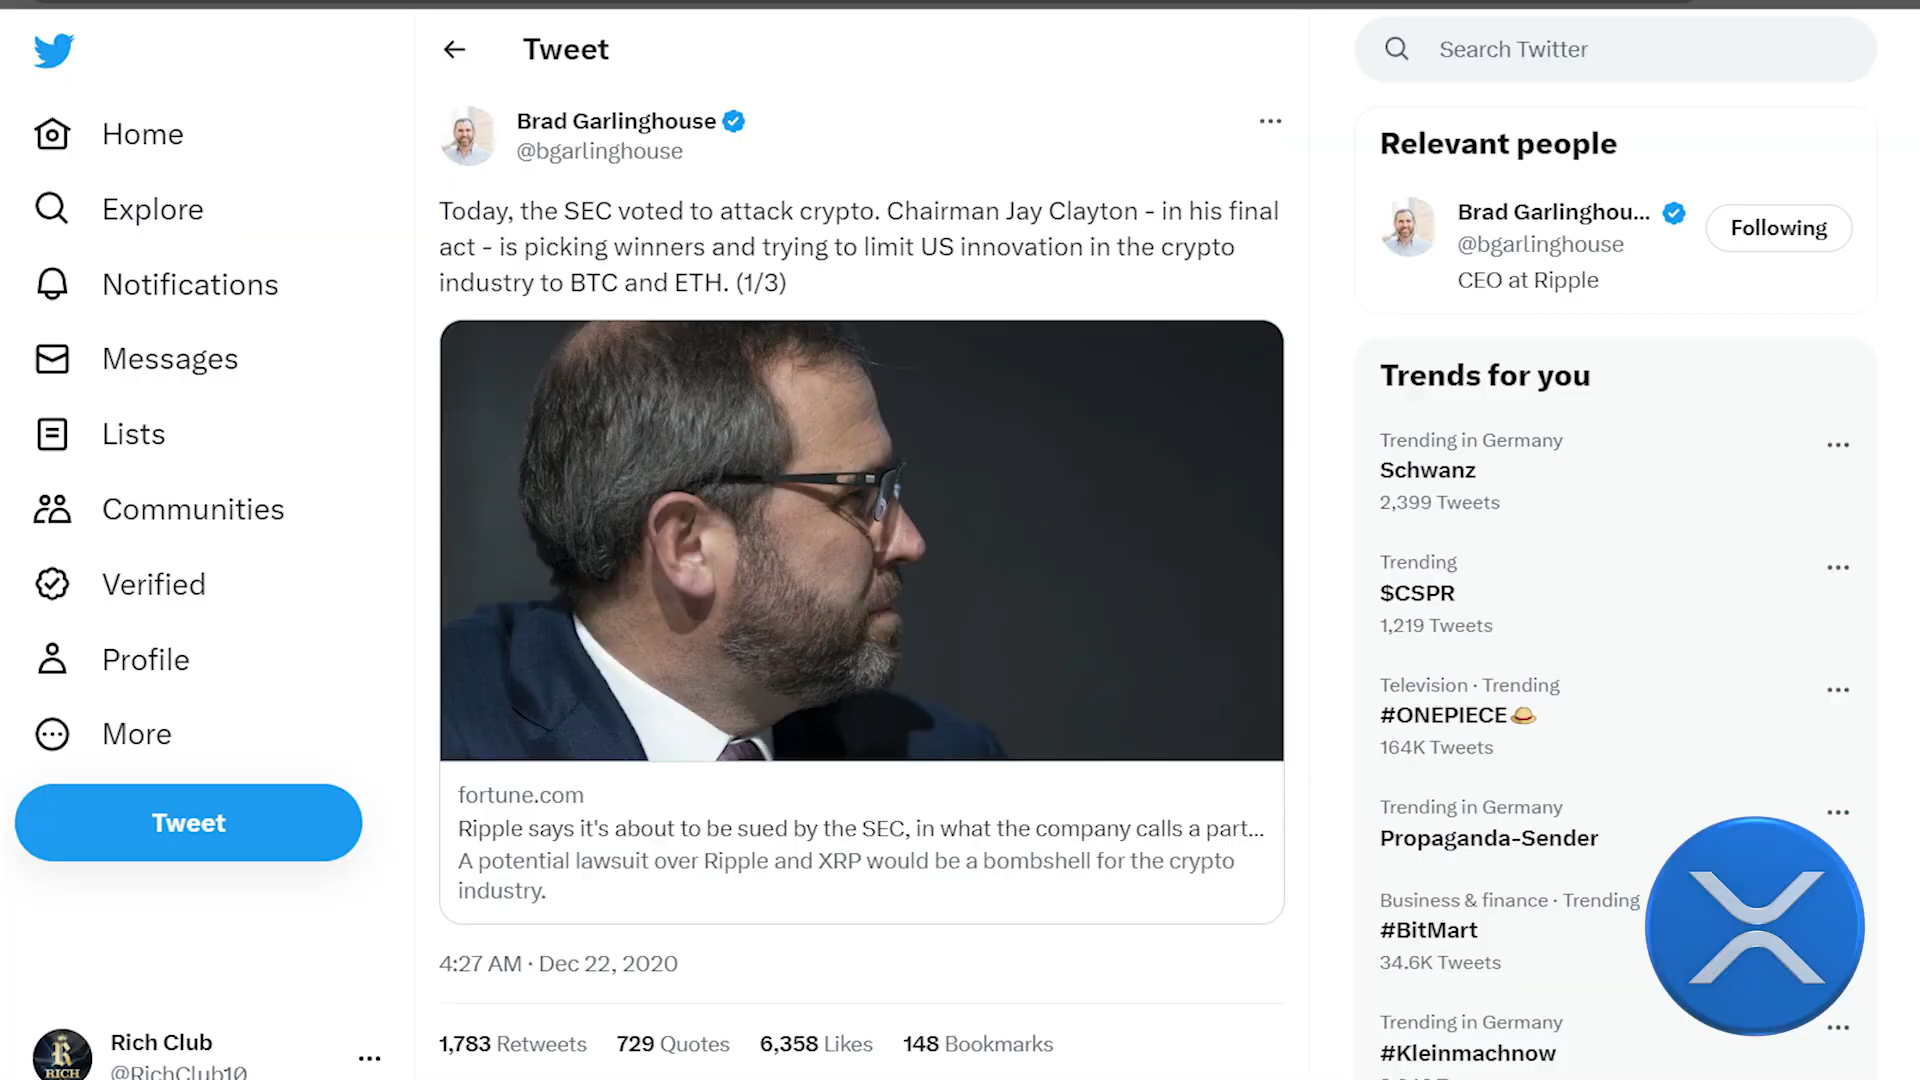 Home
Explore
Notifications
Messages
Lists
Communities
Verified
Profile
More
Tweet
Rich Club
@RichClub10
RICH
Tweet
Brad Garlinghouse
@bgarlinghouse
Today, the SEC voted to attack crypto. Chairman Jay Clayton - in his final
act - is picking winners and trying to limit US innovation in the crypto
industry to BTC and ETH. (1/3)
fortune.com
Ripple says it's about to be sued by the SEC, in what the company calls a part...
A potential lawsuit over Ripple and XRP would be a bombshell for the crypto
industry.
4:27 AM · Dec 22, 2020
1,783 Retweets 729 Quotes 6,358 Likes 148 Bookmarks
Search Twitter
Relevant people
Brad Garlinghou...
@bgarlinghouse
Following
CEO at Ripple
Trends for you
Trending in Germany
Schwanz
2,399 Tweets
Trending
$CSPR
1,219 Tweets
Television · Trending
#ONEPIECE
164K Tweets
Trending in Germany
Propaganda-Sender
Business & finance · Trending
#BitMart
34.6K Tweets
Trending in Germany
#Kleinmachnow